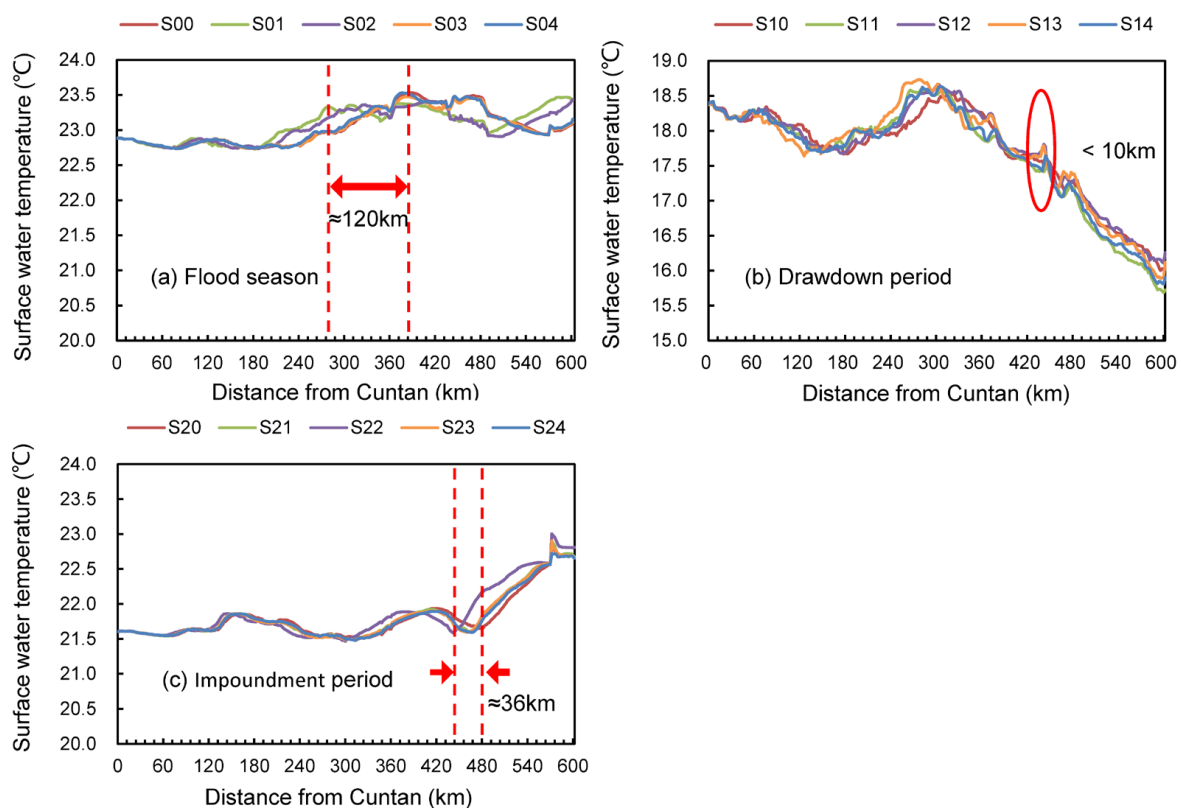 S00 S01 S02 S03 S04
Surface water temperature (℃)
24.0
23.5
23.0
22.5
22.0
21.5
21.0
20.5
20.0
≈120km
(a) Flood season
0 60 120 180 240 300 360 420 480 540 600
Distance from Cuntan (km)
S10 S11 S12 S13 S14
Surface water temperature (℃)
19.0
18.5
18.0
17.5
17.0
16.5
16.0
15.5
15.0
< 10km
(b) Drawdown period
0 60 120 180 240 300 360 420 480 540 600
Distance from Cuntan (km)
S20 S21 S22 S23 S24
Surface water temperature (℃)
24.0
23.5
23.0
22.5
22.0
21.5
21.0
20.5
20.0
(c) Impoundment period
≈36km
0 60 120 180 240 300 360 420 480 540 600
Distance from Cuntan (km)